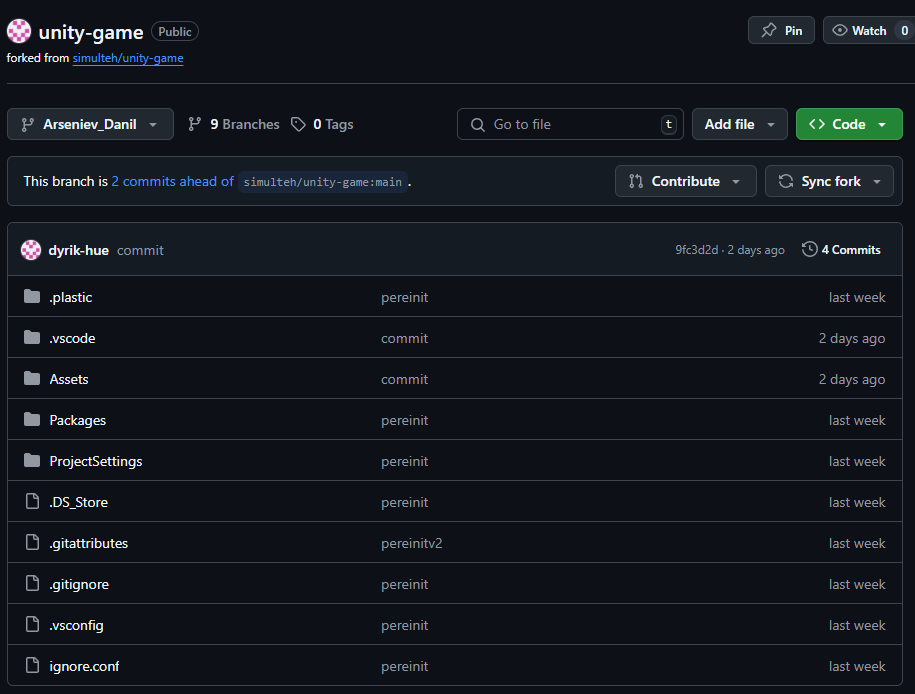 unity-game Public Pin Watch 0
forked from simulteh/unity-game
Arseniev_Danil 9 Branches 0 Tags Go to file t Add file Code
This branch is 2 commits ahead of simulteh/unity-game:main . Contribute Sync fork
dyrik-hue commit 9fc3d2d · 2 days ago 4 Commits
.plastic pereinit last week
.vscode commit 2 days ago
Assets commit 2 days ago
Packages pereinit last week
ProjectSettings pereinit last week
.DS_Store pereinit last week
.gitattributes pereinitv2 last week
.gitignore pereinit last week
.vsconfig pereinit last week
ignore.conf pereinit last week